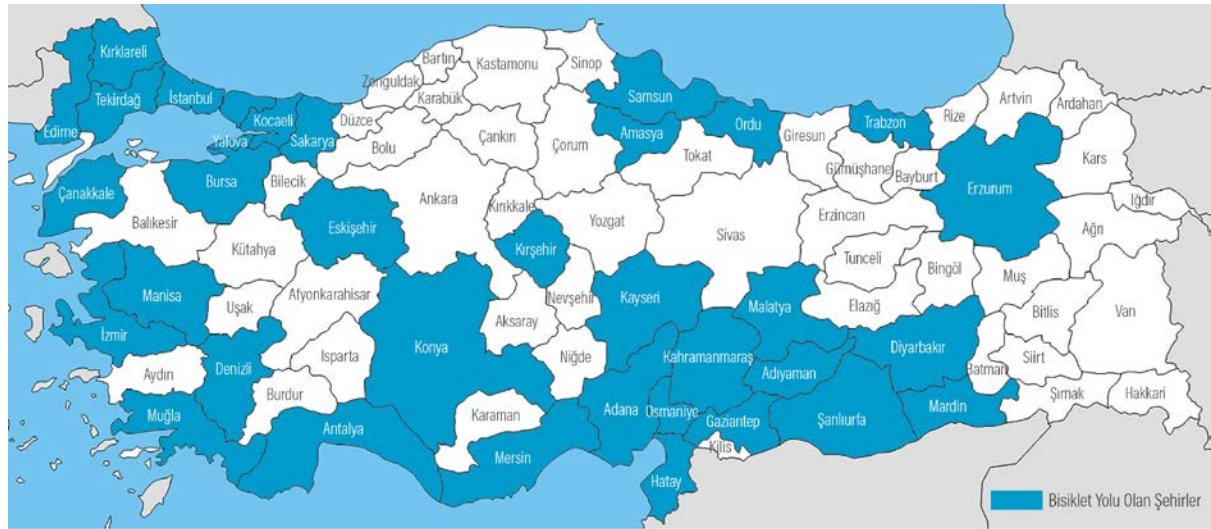 Kırklareli
Edirne
Tekirdağ
İstanbul
Kocaeli
Yalova
Sakarya
Düzce
Zonguldak
Bartın
Karabük
Kastamonu
Sinop
Bolu
Çankırı
Çorum
Samsun
Amasya
Ordu
Tokat
Giresun
Trabzon
Gümüşhane
Bayburt
Rize
Artvin
Ardahan
Kars
Erzurum
Iğdır
Ağrı
Çanakkale
Balıkesir
Bursa
Bilecik
Kütahya
Eskişehir
Ankara
Kırıkkale
Kırşehir
Yozgat
Sivas
Erzincan
Tunceli
Bingöl
Elazığ
Muş
Bitlis
Van
Manisa
İzmir
Uşak
Afyonkarahisar
Konya
Aksaray
Nevşehir
Kayseri
Malatya
Diyarbakır
Batman
Siirt
Şırnak
Hakkari
Aydın
Denizli
Muğla
Burdur
Isparta
Antalya
Karaman
Niğde
Mersin
Adana
Osmaniye
Kahramanmaraş
Adıyaman
Gaziantep
Kilis
Hatay
Şanlıurfa
Mardin
Bisiklet Yolu Olan Şehirler